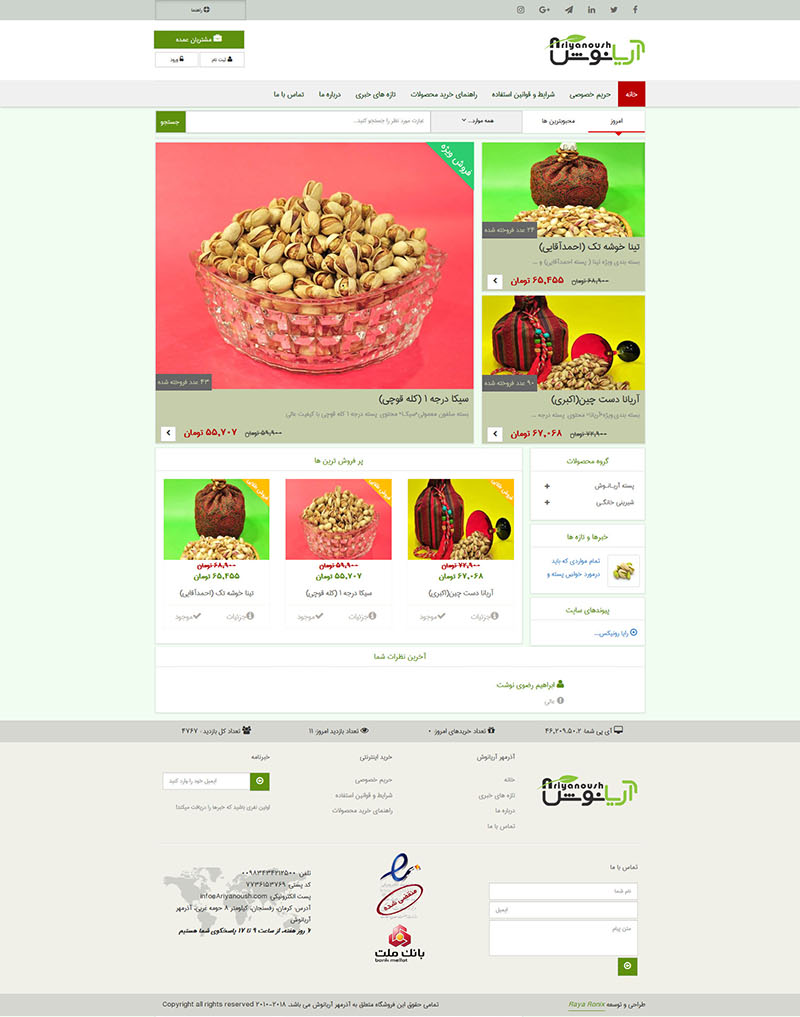 راهنما
مشتریان عمده
ثبت نام
ورود
Ariyanoush
آریانوش
خانه
حریم خصوصی
شرایط و قوانین استفاده
راهنمای خرید محصولات
تازه های خبری
درباره ما
تماس با ما
امروز
محبوبترین ها
همه موارد...
عبارت مورد نظر را جستجو کنید...
جستجو
فروش ویژه
۲۴ عدد فروخته شده
تینا خوشه تک (احمدآقایی)
بسته بندی ویژه تینا ( پسته احمدآقایی) و ...
۶۸,۹۰۰ تومان
۶۵,۴۵۵ تومان
۹۰ عدد فروخته شده
آریانا دست چین(اکبری)
بسته بندی ویژه "آریانا" محتوی: پسته درجه ...
۷۲,۹۰۰ تومان
۶۷,۰۶۸ تومان
۴۳ عدد فروخته شده
سیکا درجه ۱ (کله قوچی)
بسته سلفون معمولی "سیکا" محتوی: پسته درجه ۱ کله قوچی با کیفیت عالی
۵۹,۹۰۰ تومان
۵۵,۷۰۷ تومان
گروه محصولات
پسته آریانوش
شیرینی خانگی
خبرها و تازه ها
تمام مواردی که باید
درمورد خواص پسته و
پیوندهای سایت
رایا رونیکس...
پر فروش ترین ها
۷۲,۹۰۰ تومان
۶۷,۰۶۸ تومان
آریانا دست چین(اکبری)
جزئیات
موجود
۵۹,۹۰۰ تومان
۵۵,۷۰۷ تومان
سیکا درجه ۱ (کله قوچی)
جزئیات
موجود
۶۸,۹۰۰ تومان
۶۵,۴۵۵ تومان
تینا خوشه تک (احمدآقایی)
جزئیات
موجود
آخرین نظرات شما
ابراهیم رضوی نوشت
عالی
آی پی شما: ۴۶,۲۰۹.۵۰.۲
تعداد خریدهای امروز: ۰
تعداد بازدید امروز: ۱۱
تعداد کل بازدید : ۴۷۶۷
Ariyanoush
آریانوش
آذرمهر آریانوش
خانه
تازه های خبری
درباره ما
تماس با ما
خرید اینترنتی
حریم خصوصی
شرایط و قوانین استفاده
راهنمای خرید محصولات
خبرنامه
ایمیل خود را وارد کنید
اولین نفری باشید که خبرها را دریافت میکند!
تماس با ما
نام شما
ایمیل
متن پیام
منقضی شده
بانک ملت
bank mellat
تلفن: ۰۰۹۸۳۴۳۴۲۱۲۵۰۰
کد پستی: ۷۷۳۶۱۵۳۷۶۹
پست الکترونیکی: info@Ariyanoush.com
آدرس: کرمان، رفسنجان، کیلومتر ۸ حومه غربی، آذرمهر
آریانوش
۶ روز هفته، از ساعت ۹ تا ۱۷ پاسخگوی شما هستیم
طراحی و توسعه Raya Ronix
تمامی حقوق این فروشگاه متعلق به آذرمهر آریانوش می باشد. Copyright all rights reserved ۲۰۱۰-۲۰۱۸